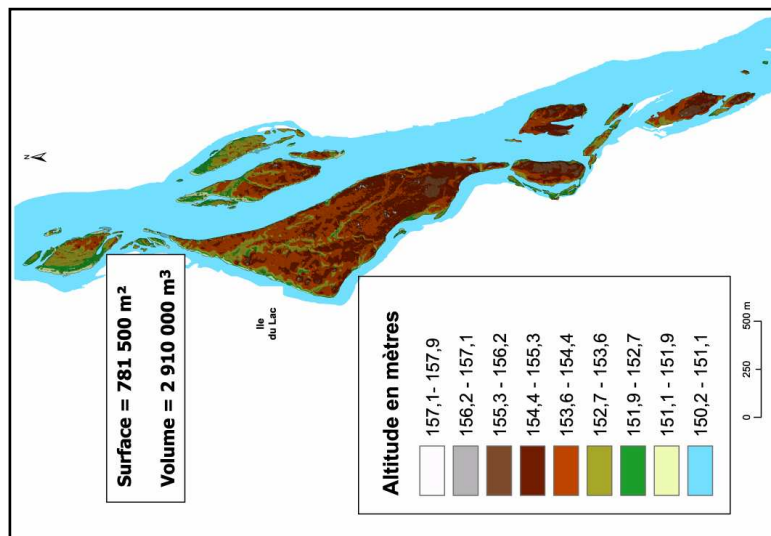 N
Surface = 781 500 m²
Volume = 2 910 000 m³
Ile
du Lac
Altitude en mètres
157,1- 157,9
156,2 - 157,1
155,3 - 156,2
154,4 - 155,3
153,6 - 154,4
152,7 - 153,6
151,9 - 152,7
151,1 - 151,9
150,2 - 151,1
0 250 500 m